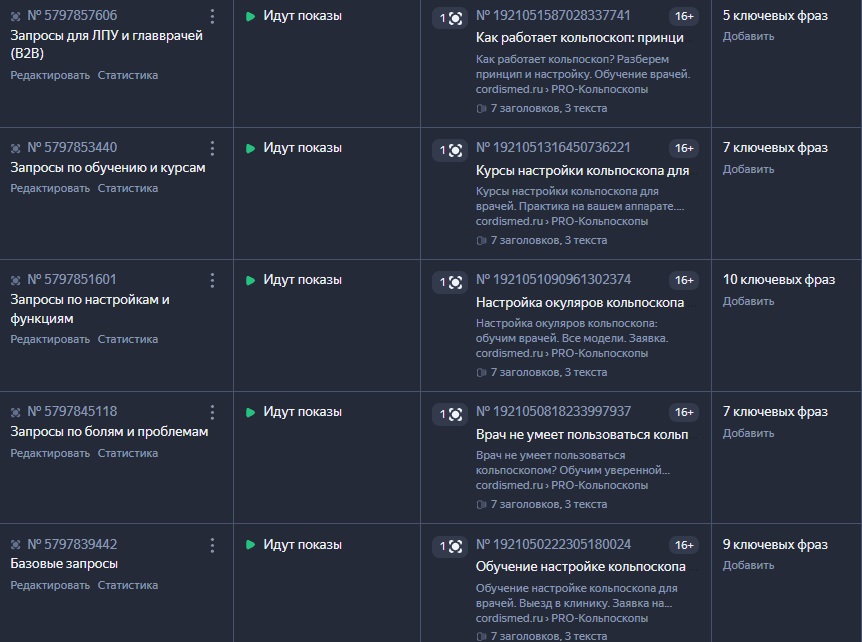 № 5797857606
Запросы для ЛПУ и главврачей
(B2B)
Редактировать Статистика
Идут показы
1
№ 1921051587028337741 16+
Как работает кольпоскоп: принци
Как работает кольпоскоп? Разберем
принцип и настройку. Обучение врачей.
cordismed.ru › PRO-Кольпоскопы
7 заголовков, 3 текста
5 ключевых фраз
Добавить
№ 5797853440
Запросы по обучению и курсам
Редактировать Статистика
Идут показы
1
№ 1921051316450736221 16+
Курсы настройки кольпоскопа для
Курсы настройки кольпоскопа для
врачей. Практика на вашем аппарате....
cordismed.ru › PRO-Кольпоскопы
7 заголовков, 3 текста
7 ключевых фраз
Добавить
№ 5797851601
Запросы по настройкам и
функциям
Редактировать Статистика
Идут показы
1
№ 1921051090961302374 16+
Настройка окуляров кольпоскопа
Настройка окуляров кольпоскопа:
обучим врачей. Все модели. Заявка.
cordismed.ru › PRO-Кольпоскопы
7 заголовков, 3 текста
10 ключевых фраз
Добавить
№ 5797845118
Запросы по болям и проблемам
Редактировать Статистика
Идут показы
1
№ 1921050818233997937 16+
Врач не умеет пользоваться кольп
Врач не умеет пользоваться
кольпоскопом? Обучим уверенной...
cordismed.ru › PRO-Кольпоскопы
7 заголовков, 3 текста
7 ключевых фраз
Добавить
№ 5797839442
Базовые запросы
Редактировать Статистика
Идут показы
1
№ 1921050222305180024 16+
Обучение настройке кольпоскопа
Обучение настройке кольпоскопа для
врачей. Выезд в клинику. Заявка на...
cordismed.ru › PRO-Кольпоскопы
7 заголовков, 3 текста
9 ключевых фраз
Добавить